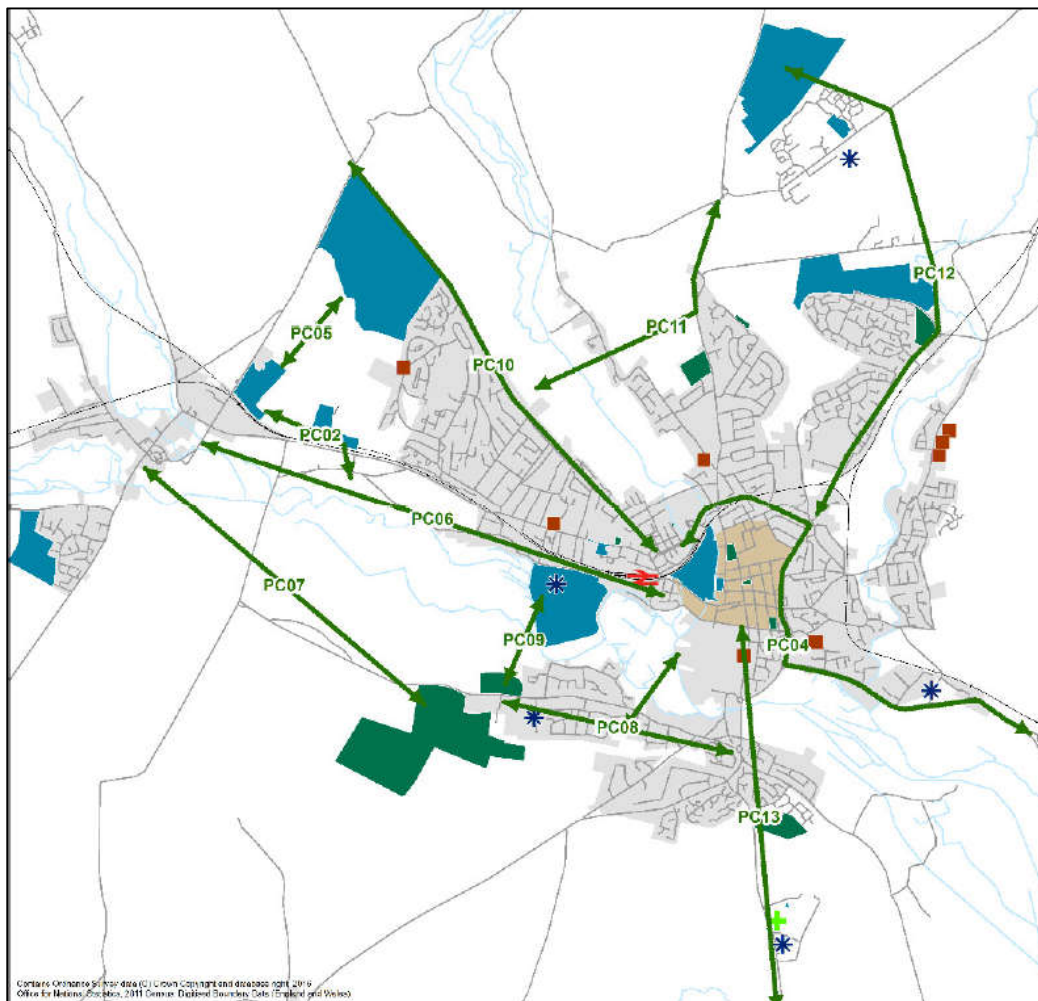 PC12
PC11
PC05
PC10
PC02
PC06
PC07
PC09
PC04
PC08
PC13
Contains Ordnance Survey data (C) Crown Copyright and database right 2016
Office for National Statistics, 2011 Census: Digitised Boundary Data (England and Wales)